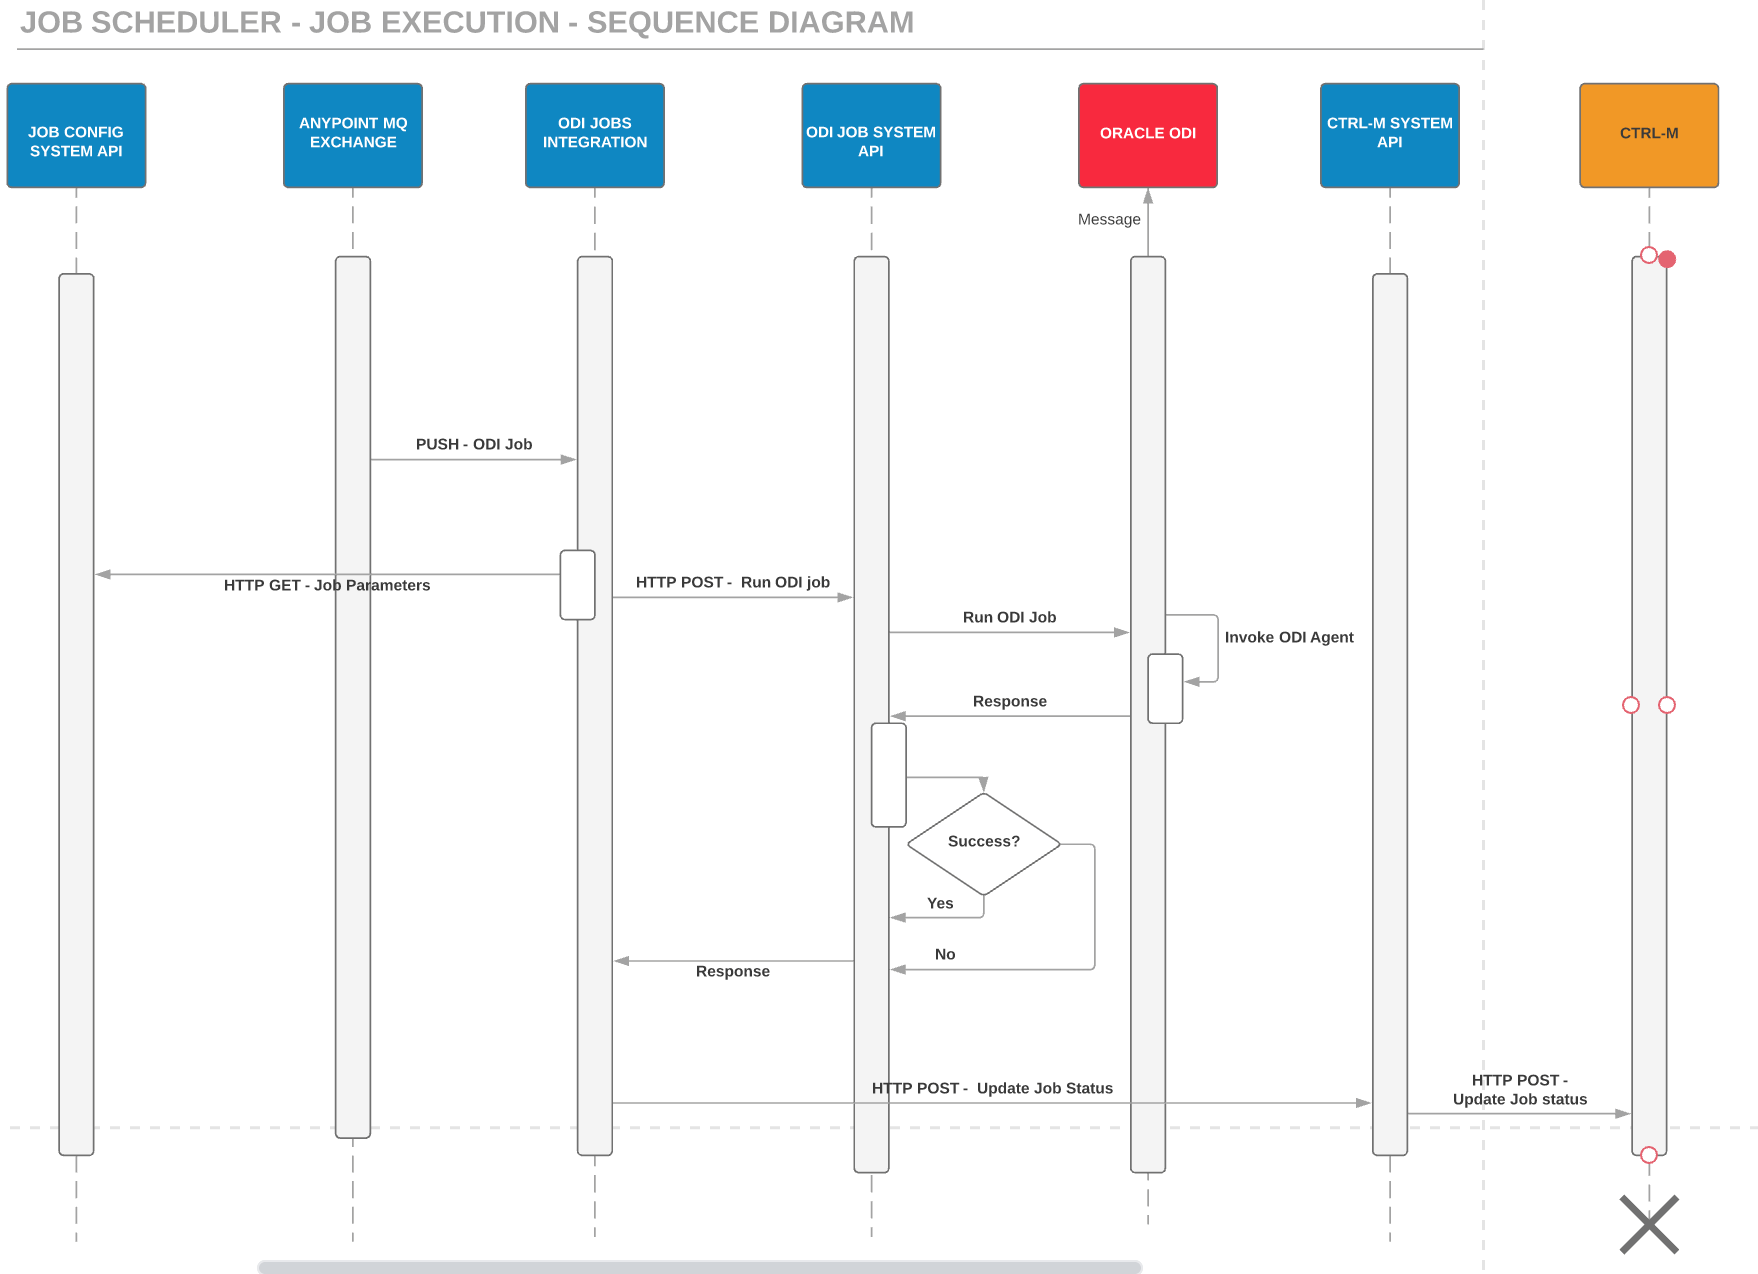 JOB SCHEDULER - JOB EXECUTION - SEQUENCE DIAGRAM
JOB CONFIG
SYSTEM API
ANYPOINT MQ
EXCHANGE
ODI JOBS
INTEGRATION
ODI JOB SYSTEM
API
ORACLE ODI
CTRL-M SYSTEM
API
CTRL-M
Message
PUSH - ODI Job
HTTP GET - Job Parameters
HTTP POST -  Run ODI job
Run ODI Job
Invoke ODI Agent
Response
Success?
Yes
No
Response
HTTP POST -  Update Job Status
HTTP POST -
Update Job status